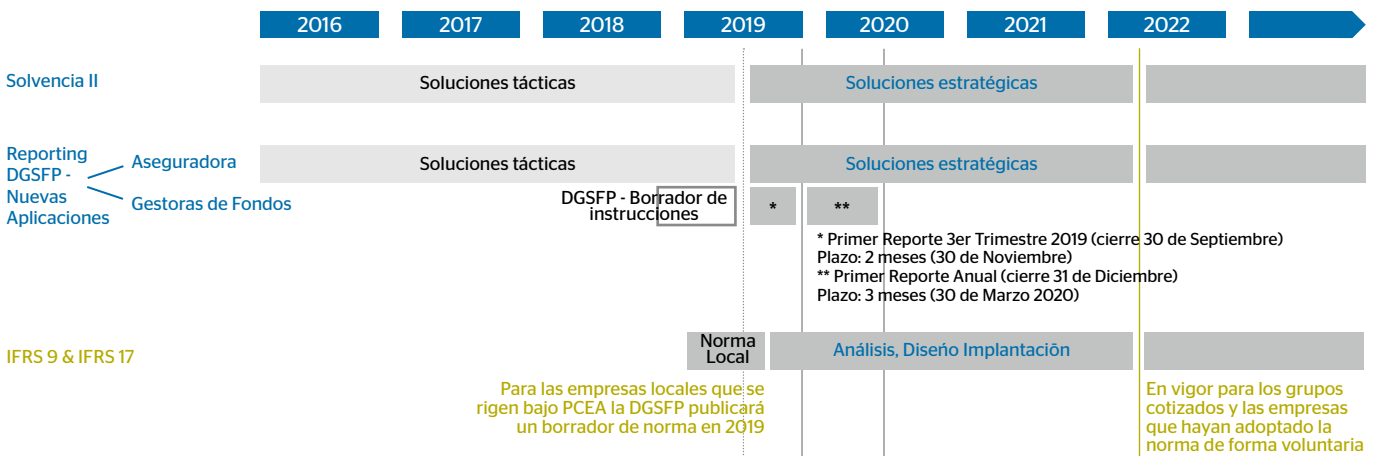 2016 2017 2018 2019 2020 2021 2022
Solvencia II
Soluciones tácticas
Soluciones estratégicas
Reporting
DGSFP -
Nuevas
Aplicaciones
Aseguradora
Gestoras de Fondos
Soluciones tácticas
Soluciones estratégicas
DGSFP - Borrador de
instrucciones
*
**
* Primer Reporte 3er Trimestre 2019 (cierre 30 de Septiembre)
Plazo: 2 meses (30 de Noviembre)
** Primer Reporte Anual (cierre 31 de Diciembre)
Plazo: 3 meses (30 de Marzo 2020)
IFRS 9 & IFRS 17
Norma
Local
Análisis, Diseńo Implantaciōn
Para las empresas locales que se
rigen bajo PCEA la DGSFP publicará
un borrador de norma en 2019
En vigor para los grupos
cotizados y las empresas
que hayan adoptado la
norma de forma voluntaria